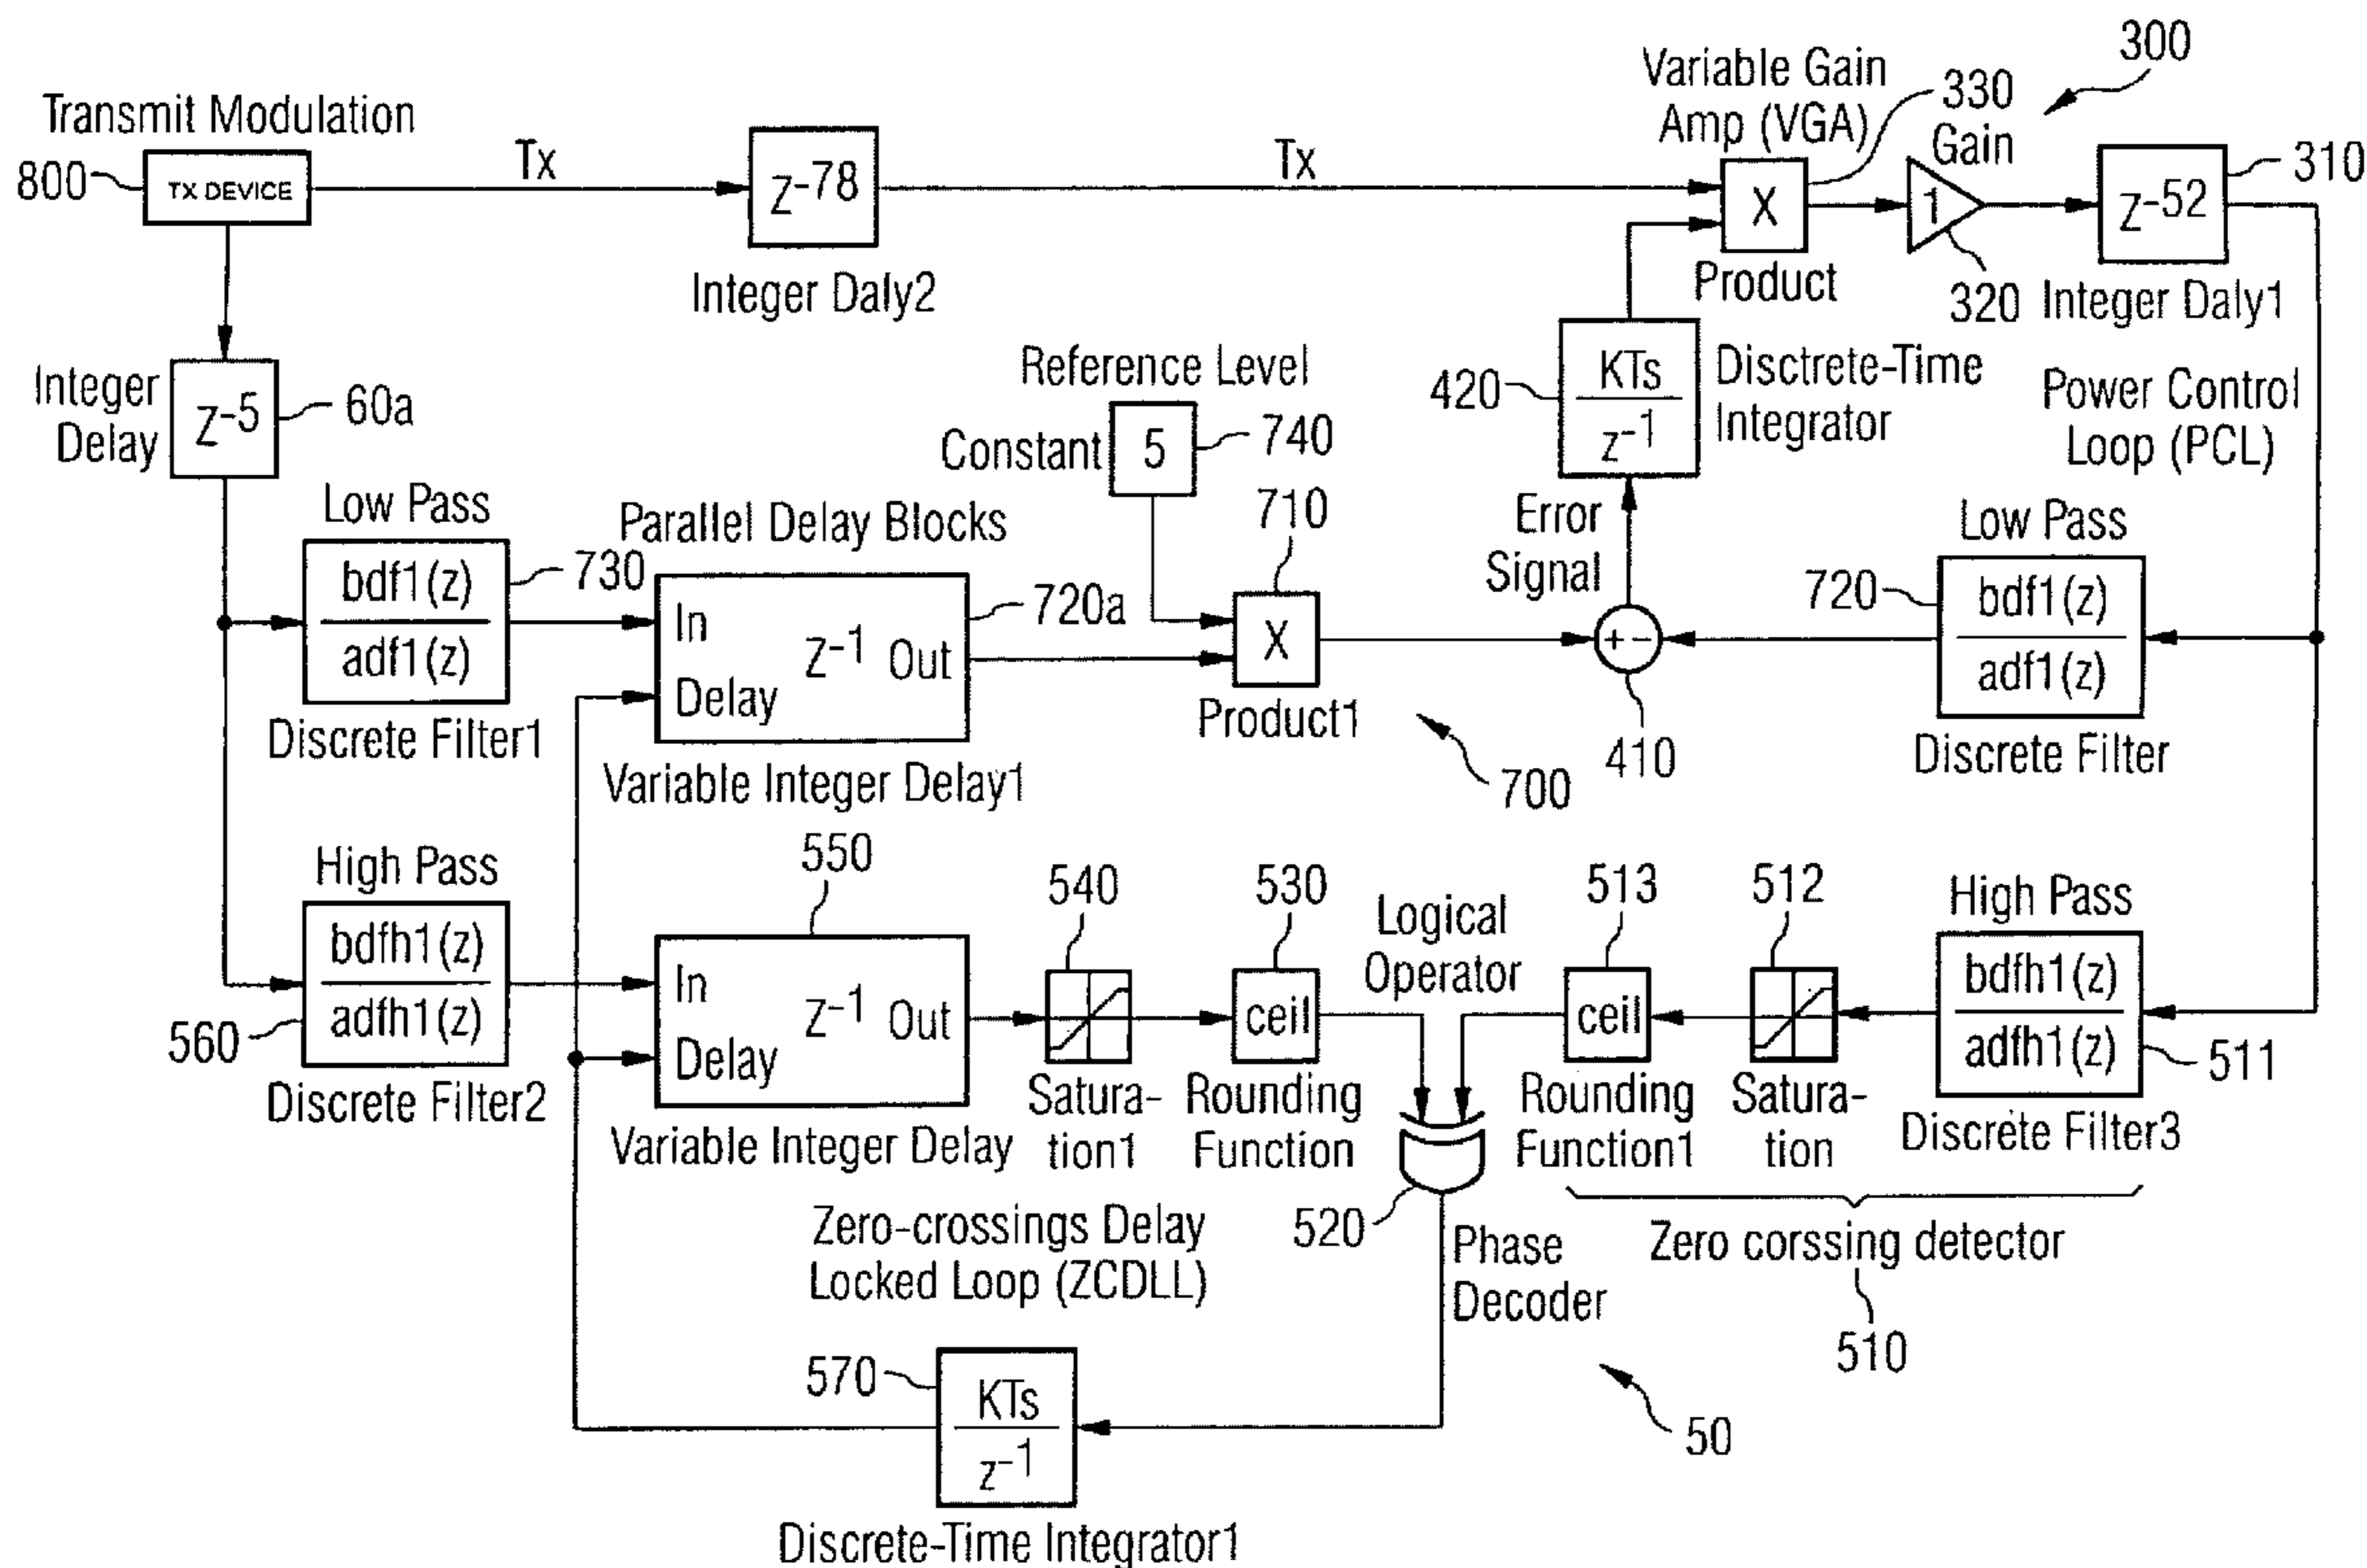 300
Variable Gain
Amp (VGA)
330
Gain
Transmit Modulation
800
TX DEVICE
Tx
Z-78
Tx
X
1
Z-52
310
Integer Daly2
Product
320
Integer Daly1
Integer
Delay
Z-5
60a
Reference Level
Constant
5
740
420
KTs
z-1
Disctrete-Time
Integrator
Power Control
Loop (PCL)
Low Pass
bdf1(z)
adf1(z)
730
Discrete Filter1
Parallel Delay Blocks
In
Delay
Z-1
Out
720a
Variable Integer Delay1
710
X
Product1
700
Error
Signal
+ -
410
Low Pass
720
bdf1(z)
adf1(z)
Discrete Filter
High Pass
bdfh1(z)
adfh1(z)
560
Discrete Filter2
550
In
Delay
Z-1
Out
Variable Integer Delay
540
Satura-
tion1
530
ceil
Rounding
Function
Logical
Operator
513
ceil
Rounding
Function1
512
Satura-
tion
High Pass
bdfh1(z)
adfh1(z)
511
Discrete Filter3
Zero-crossings Delay
Locked Loop (ZCDLL)
520
Phase
Decoder
Zero corssing detector
510
50
570
KTs
z-1
Discrete-Time Integrator1